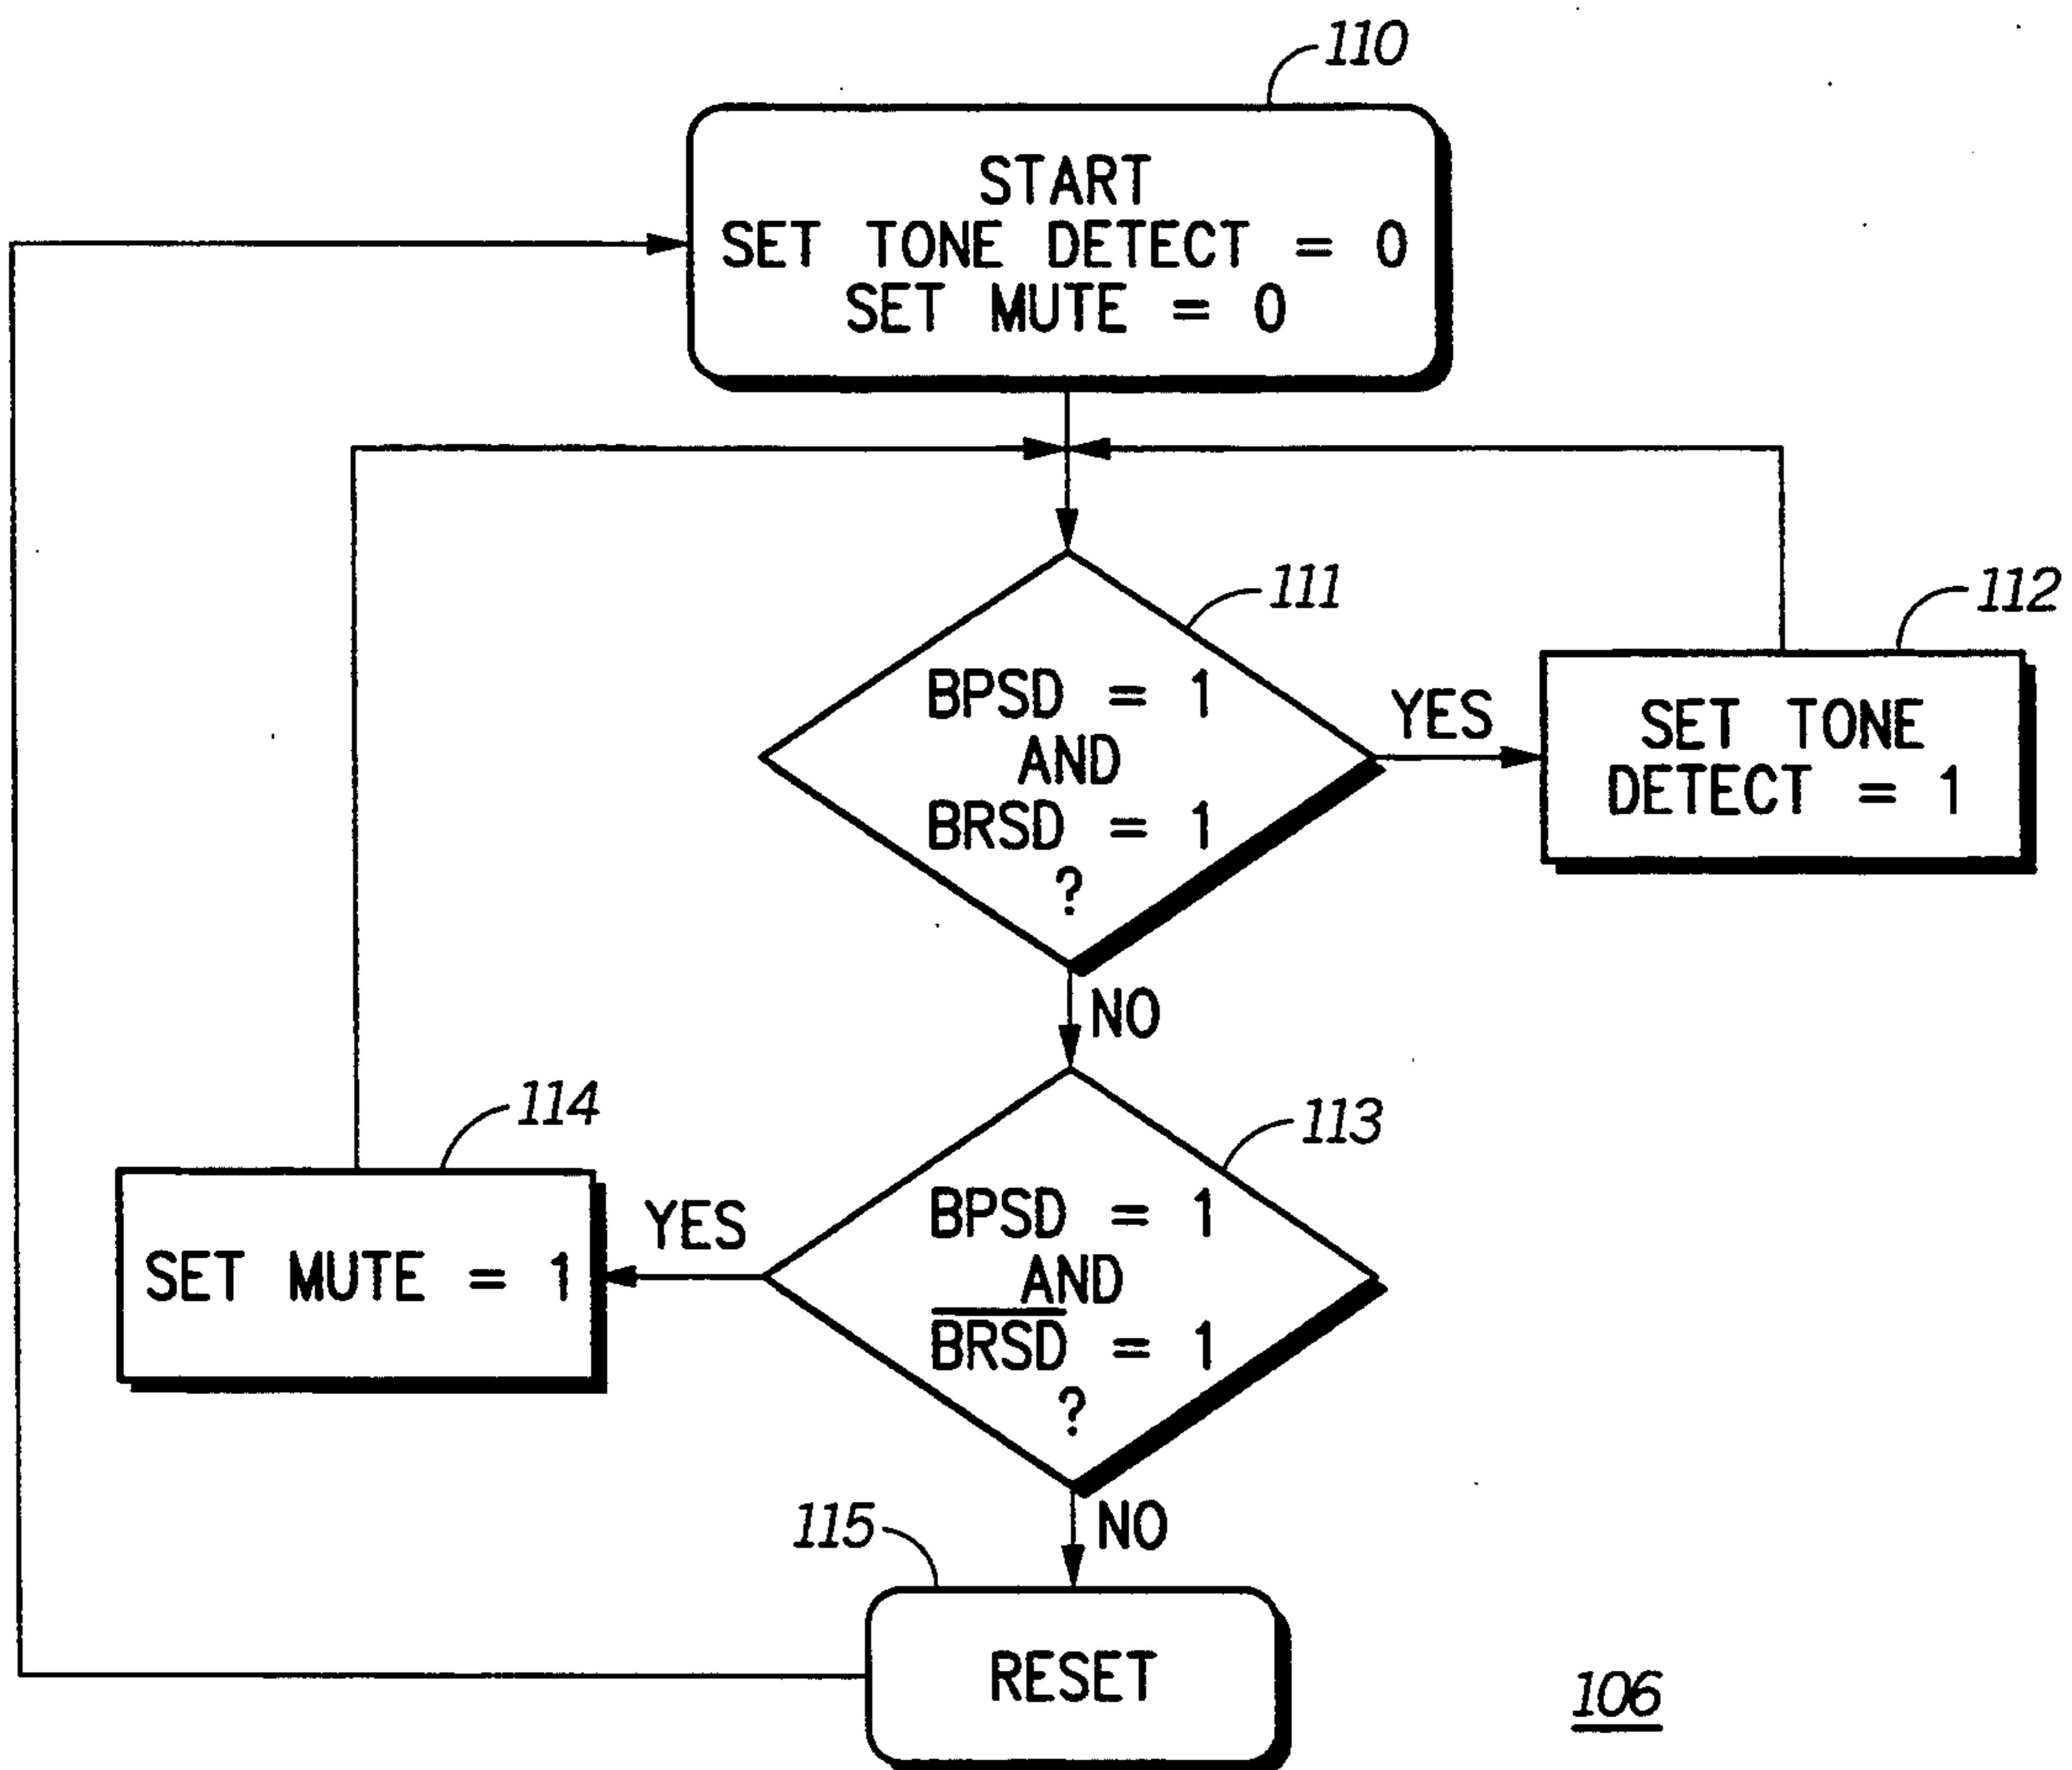 110
START
SET TONE DETECT = 0
SET MUTE = 0
111
BPSD = 1
AND
BRSD = 1
?
YES
112
SET TONE
DETECT = 1
NO
113
BPSD = 1
AND
B̅R̅S̅D̅ = 1
?
YES
114
SET MUTE = 1
NO
115
RESET
106